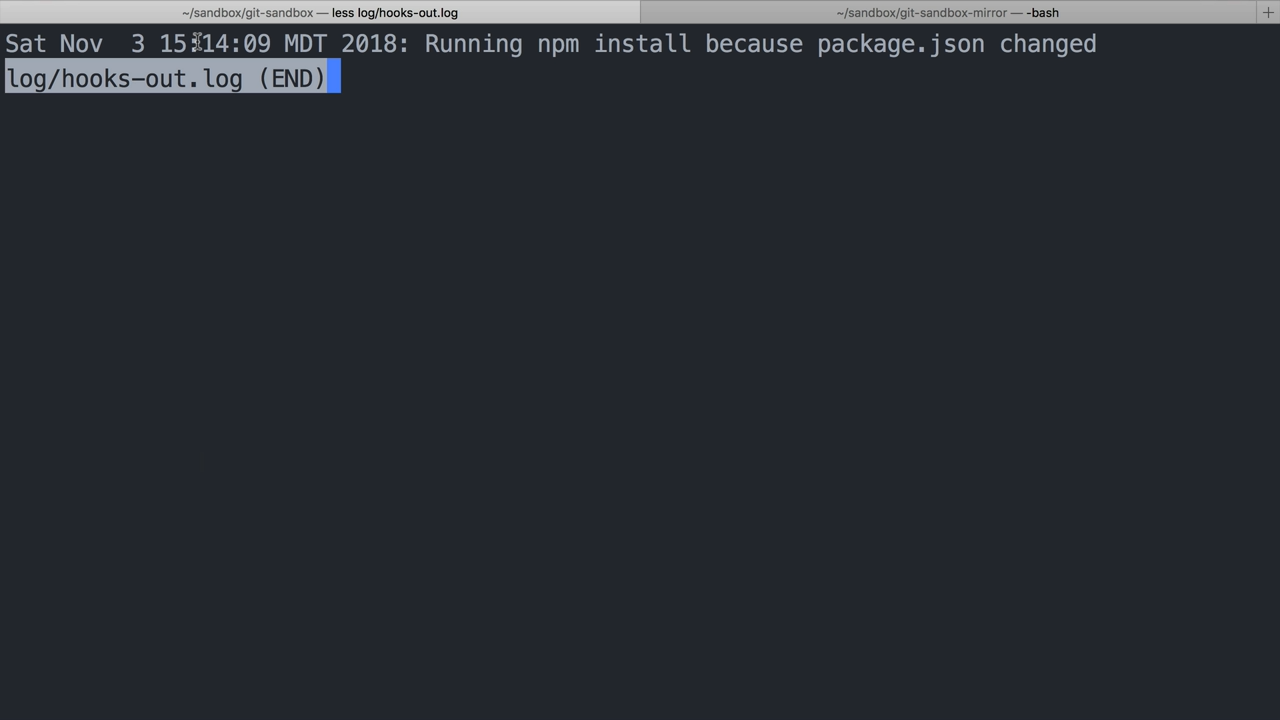 ~/sandbox/git-sandbox — less log/hooks-out.log
~/sandbox/git-sandbox-mirror — -bash
+
Sat Nov  3 15:14:09 MDT 2018: Running npm install because package.json changed
log/hooks-out.log (END)